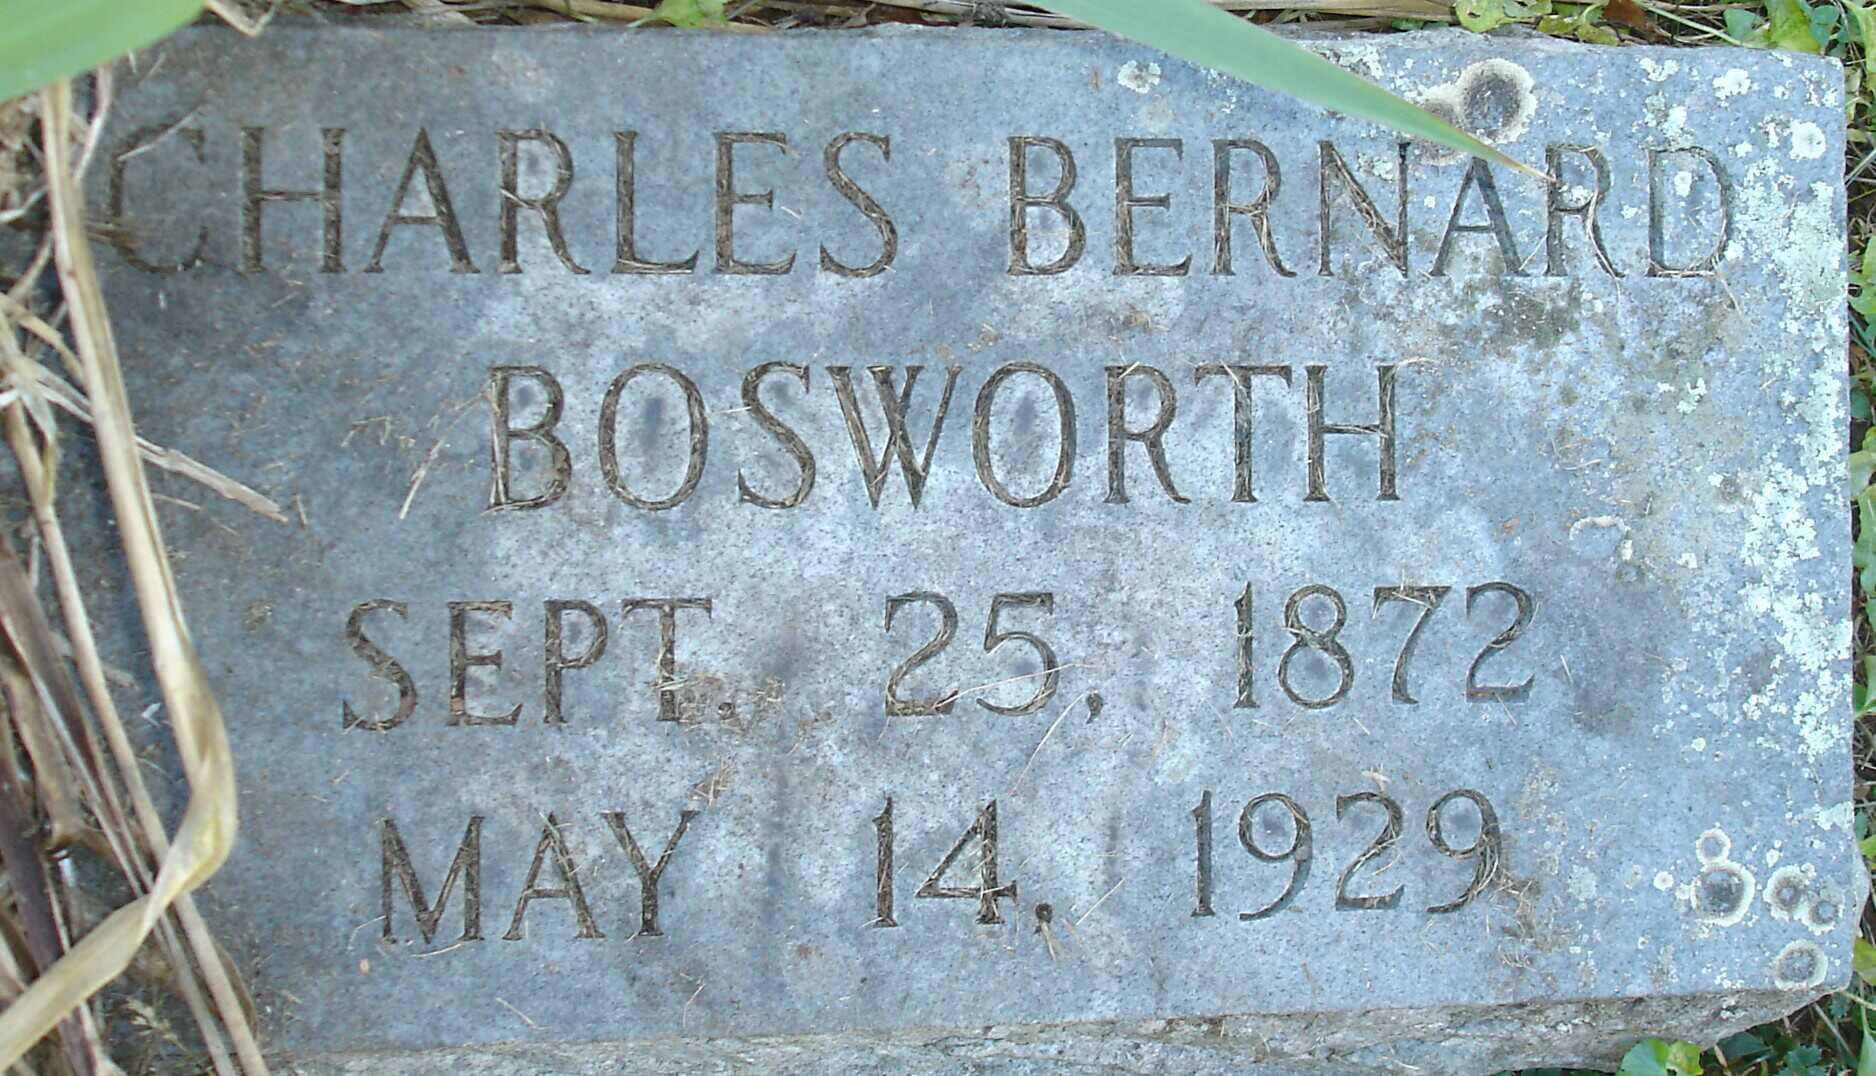 CHARLES BERNARD
BOSWORTH
SEPT. 25, 1872
MAY 14, 1929